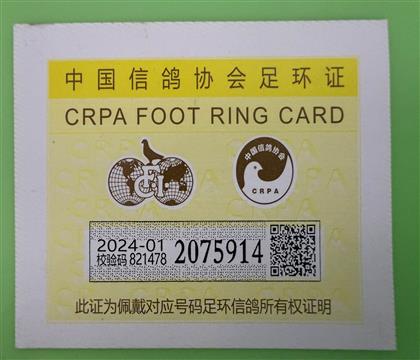 中国信鸽协会足环证
CRPA FOOT RING CARD
FCI
中国信鸽协会
CRPA
2024-01
校验码 821478
2075914
此证为佩戴对应号码足环信鸽所有权证明